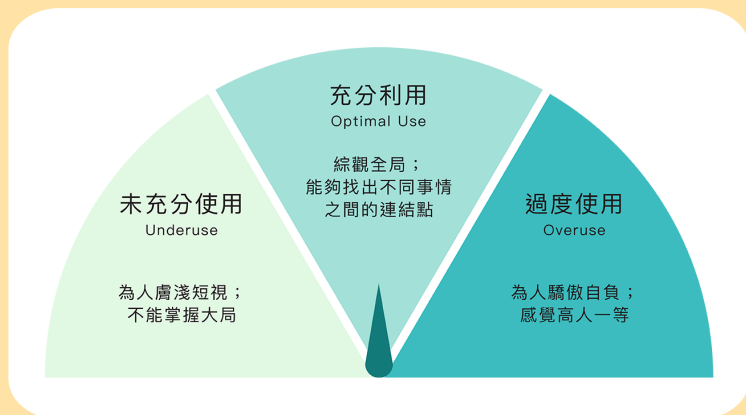 未充分使用
Underuse
為人膚淺短視；
不能掌握大局
充分利用
Optimal Use
綜觀全局；
能夠找出不同事情
之間的連結點
過度使用
Overuse
為人驕傲自負；
感覺高人一等